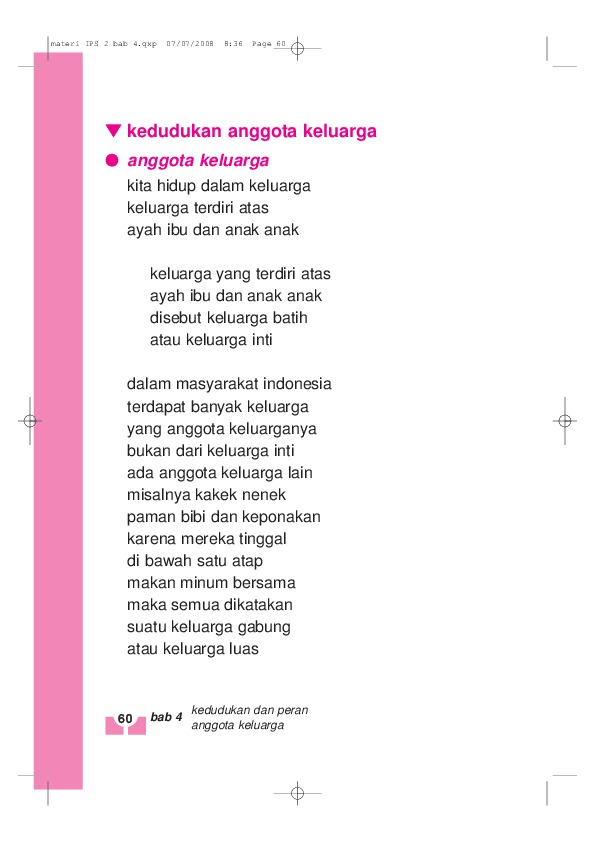 materi IPS 2 bab 4.qxp  07/07/2008  8:36  Page 60
kedudukan anggota keluarga
anggota keluarga
kita hidup dalam keluarga
keluarga terdiri atas
ayah ibu dan anak anak
keluarga yang terdiri atas
ayah ibu dan anak anak
disebut keluarga batih
atau keluarga inti
dalam masyarakat indonesia
terdapat banyak keluarga
yang anggota keluarganya
bukan dari keluarga inti
ada anggota keluarga lain
misalnya kakek nenek
paman bibi dan keponakan
karena mereka tinggal
di bawah satu atap
makan minum bersama
maka semua dikatakan
suatu keluarga gabung
atau keluarga luas
60 bab 4 kedudukan dan peran
anggota keluarga